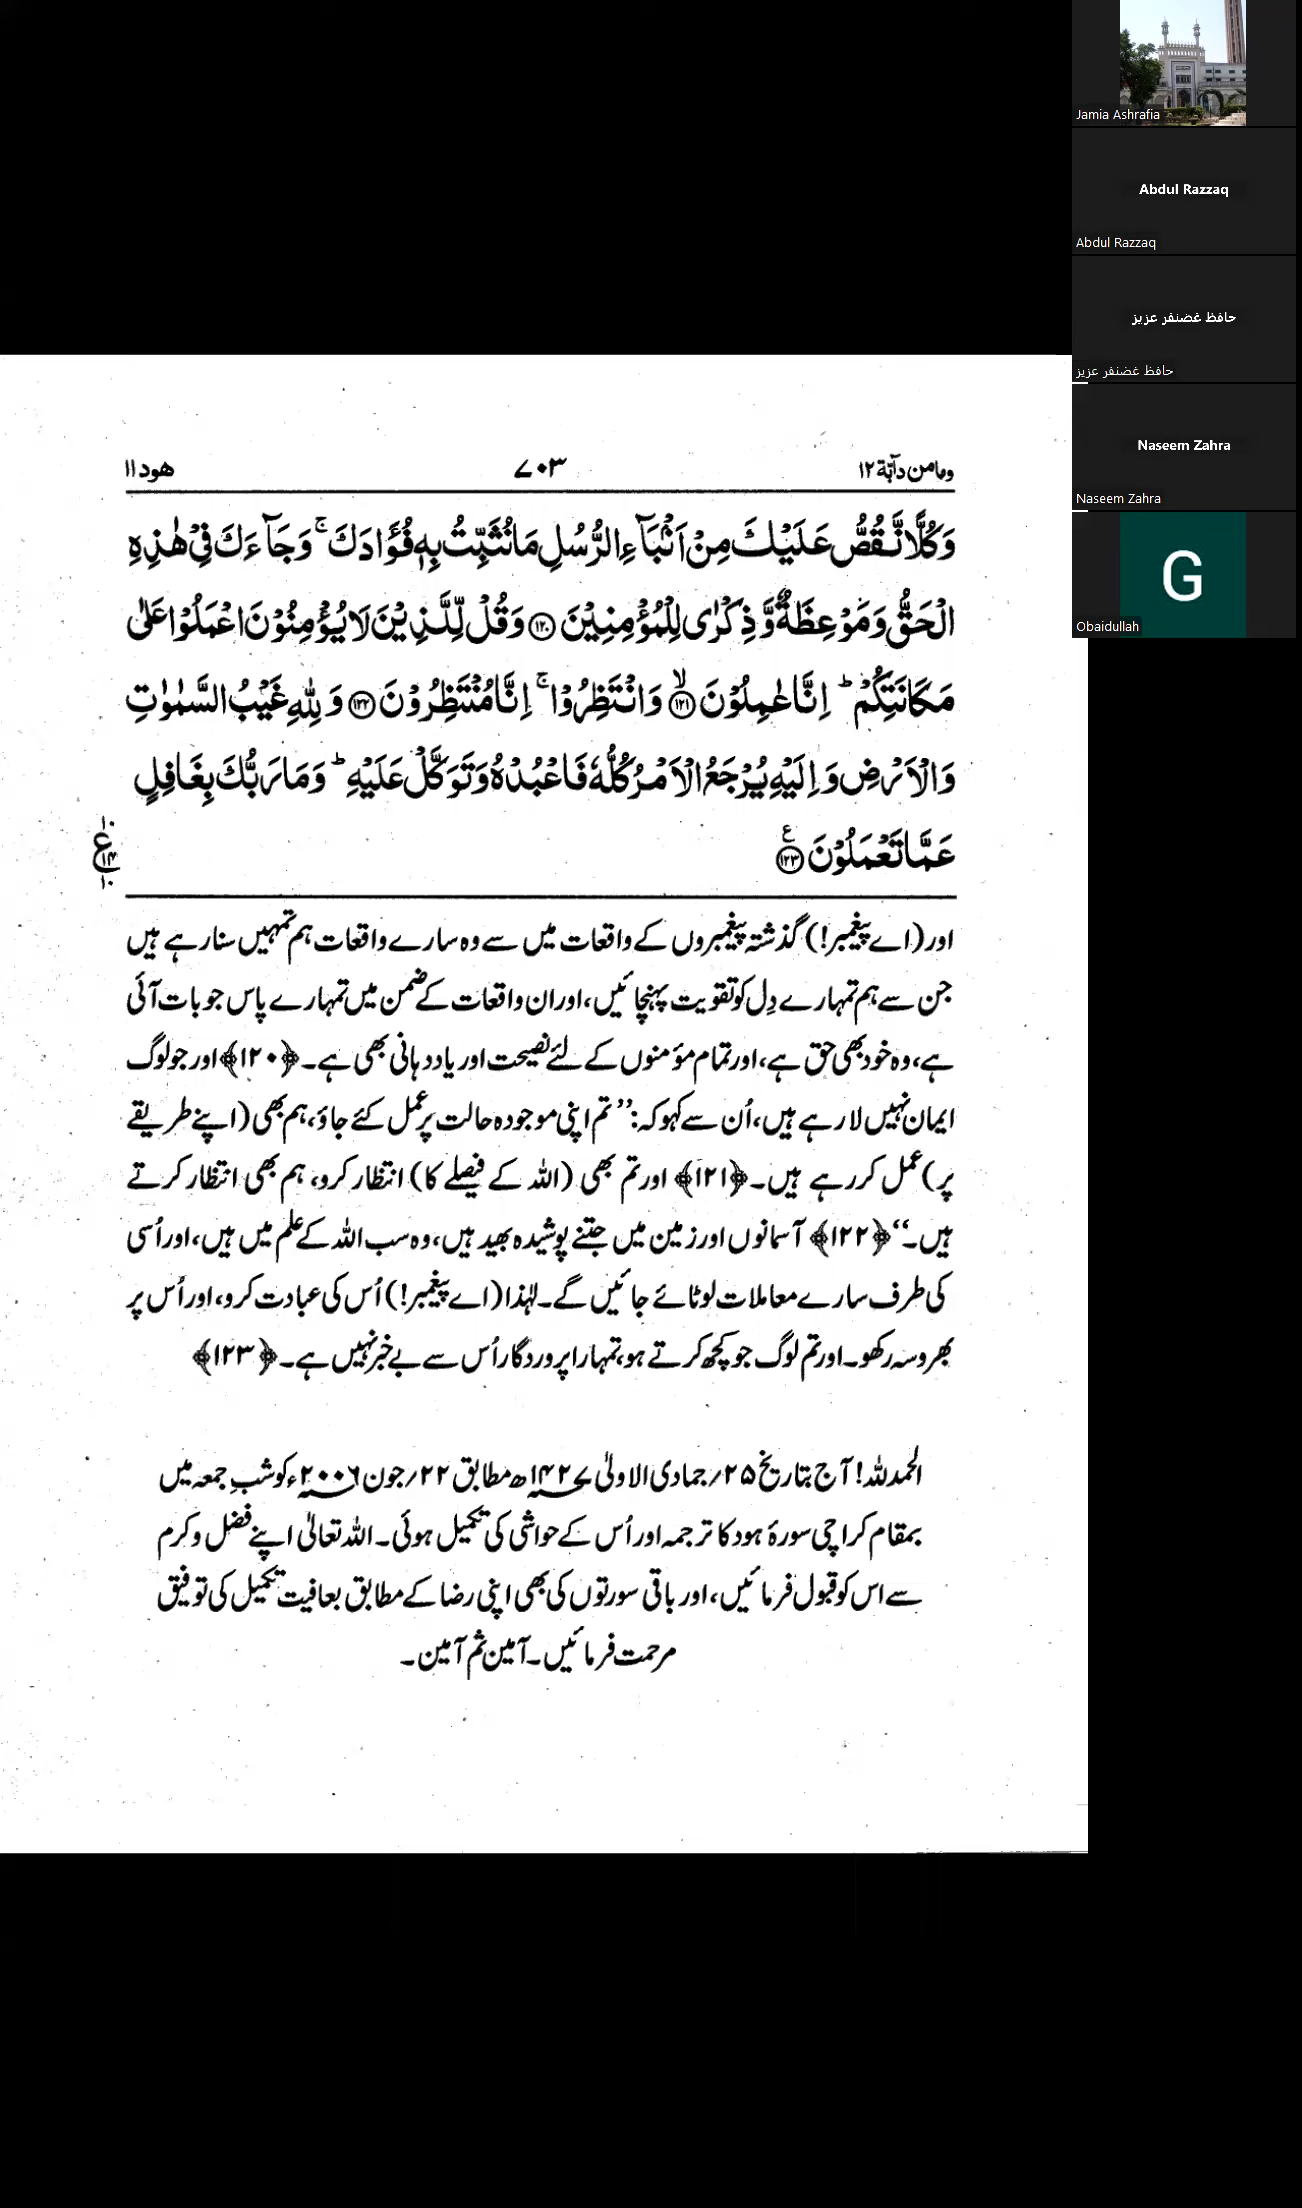 Jamia Ashrafia
Abdul Razzaq
Abdul Razzaq
حافظ غضنفر عزیز
حافظ غضنفر عزیز
Naseem Zahra
Naseem Zahra
G
Obaidullah
ومامن دآبّة ۱۲
۷۰۳
هود ۱۱
وَكُلًّا نَّقُصُّ عَلَيْكَ مِنْ اَنْۢبَآءِ الرُّسُلِ مَا نُثَبِّتُ بِهٖ فُؤَادَكَ ۚ وَجَآءَكَ فِيْ هٰذِهِ
الْحَقُّ وَمَوْعِظَةٌ وَّذِكْرٰى لِلْمُؤْمِنِيْنَ ﴿۱۲۰﴾ وَقُلْ لِّلَّذِيْنَ لَا يُؤْمِنُوْنَ اعْمَلُوْا عَلٰى
مَكَانَتِكُمْ ؕ اِنَّا عٰمِلُوْنَ ﴿۱۲۱﴾ۙ وَانْتَظِرُوْا ۚ اِنَّا مُنْتَظِرُوْنَ ﴿۱۲۲﴾ وَلِلّٰهِ غَيْبُ السَّمٰوٰتِ
وَالْاَرْضِ وَاِلَيْهِ يُرْجَعُ الْاَمْرُ كُلُّهٗ فَاعْبُدْهُ وَتَوَكَّلْ عَلَيْهِ ؕ وَمَا رَبُّكَ بِغَافِلٍ
عَمَّا تَعْمَلُوْنَ ﴿۱۲۳﴾ ع
۱۰ ع ۱۴ ۱۰
اور (اے پیغمبر!) گذشتہ پیغمبروں کے واقعات میں سے وہ سارے واقعات ہم تمہیں سنا رہے ہیں
جن سے ہم تمہارے دِل کو تقویت پہنچائیں، اور ان واقعات کے ضمن میں تمہارے پاس جو بات آئی
ہے، وہ خود بھی حق ہے، اور تمام مؤمنوں کے لئے نصیحت اور یاددہانی بھی ہے۔ ﴿۱۲۰﴾ اور جو لوگ
ایمان نہیں لا رہے ہیں، اُن سے کہو کہ: ”تم اپنی موجودہ حالت پر عمل کئے جاؤ، ہم بھی (اپنے طریقے
پر) عمل کر رہے ہیں۔ ﴿۱۲۱﴾ اور تم بھی (اللہ کے فیصلے کا) انتظار کرو، ہم بھی انتظار کرتے
ہیں۔“ ﴿۱۲۲﴾ آسمانوں اور زمین میں جتنے پوشیدہ بھید ہیں، وہ سب اللہ کے علم میں ہیں، اور اُسی
کی طرف سارے معاملات لوٹائے جائیں گے۔ لہٰذا (اے پیغمبر!) اُس کی عبادت کرو، اور اُس پر
بھروسہ رکھو۔ اور تم لوگ جو کچھ کرتے ہو، تمہارا پروردگار اُس سے بے خبر نہیں ہے۔ ﴿۱۲۳﴾
الحمدللہ! آج بتاریخ ۲۵؍ جمادی الاولیٰ ۱۴۲۷ھ مطابق ۲۲؍ جون ۲۰۰۶ء کو شبِ جمعہ میں
بمقام کراچی سورۂ ہود کا ترجمہ اور اُس کے حواشی کی تکمیل ہوئی۔ اللہ تعالیٰ اپنے فضل و کرم
سے اس کو قبول فرمائیں، اور باقی سورتوں کی بھی اپنی رضا کے مطابق بعافیت تکمیل کی توفیق
مرحمت فرمائیں۔ آمین ثم آمین۔